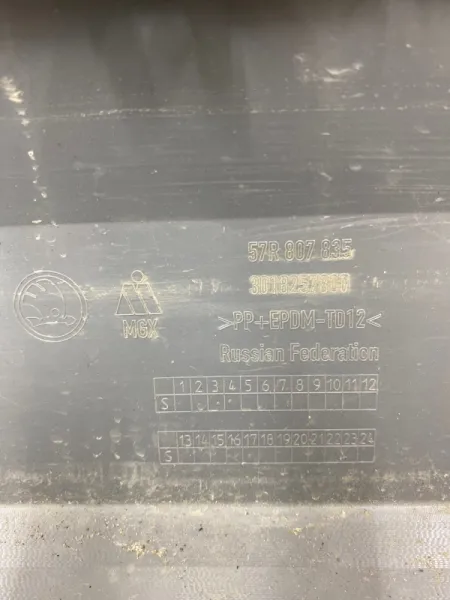 57R 807 835
>PP+EPDM-TD12<
MGX
Russian Federation
1 2 3 4 5 6 7 8 9 10 11 12
S
13 14 15 16 17 18 19 20 21 22 23 24
S